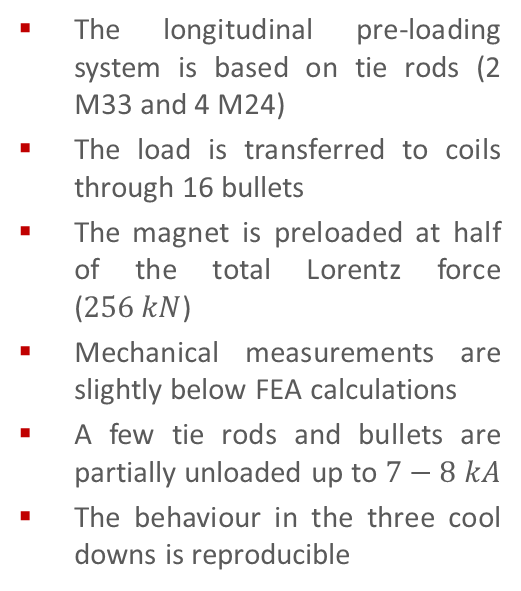 ▪ The longitudinal pre-loading
system is based on tie rods (2
M33 and 4 M24)
▪ The load is transferred to coils
through 16 bullets
▪ The magnet is preloaded at half
of the total Lorentz force
(256 kN)
▪ Mechanical measurements are
slightly below FEA calculations
▪ A few tie rods and bullets are
partially unloaded up to 7 − 8 kA
▪ The behaviour in the three cool
downs is reproducible